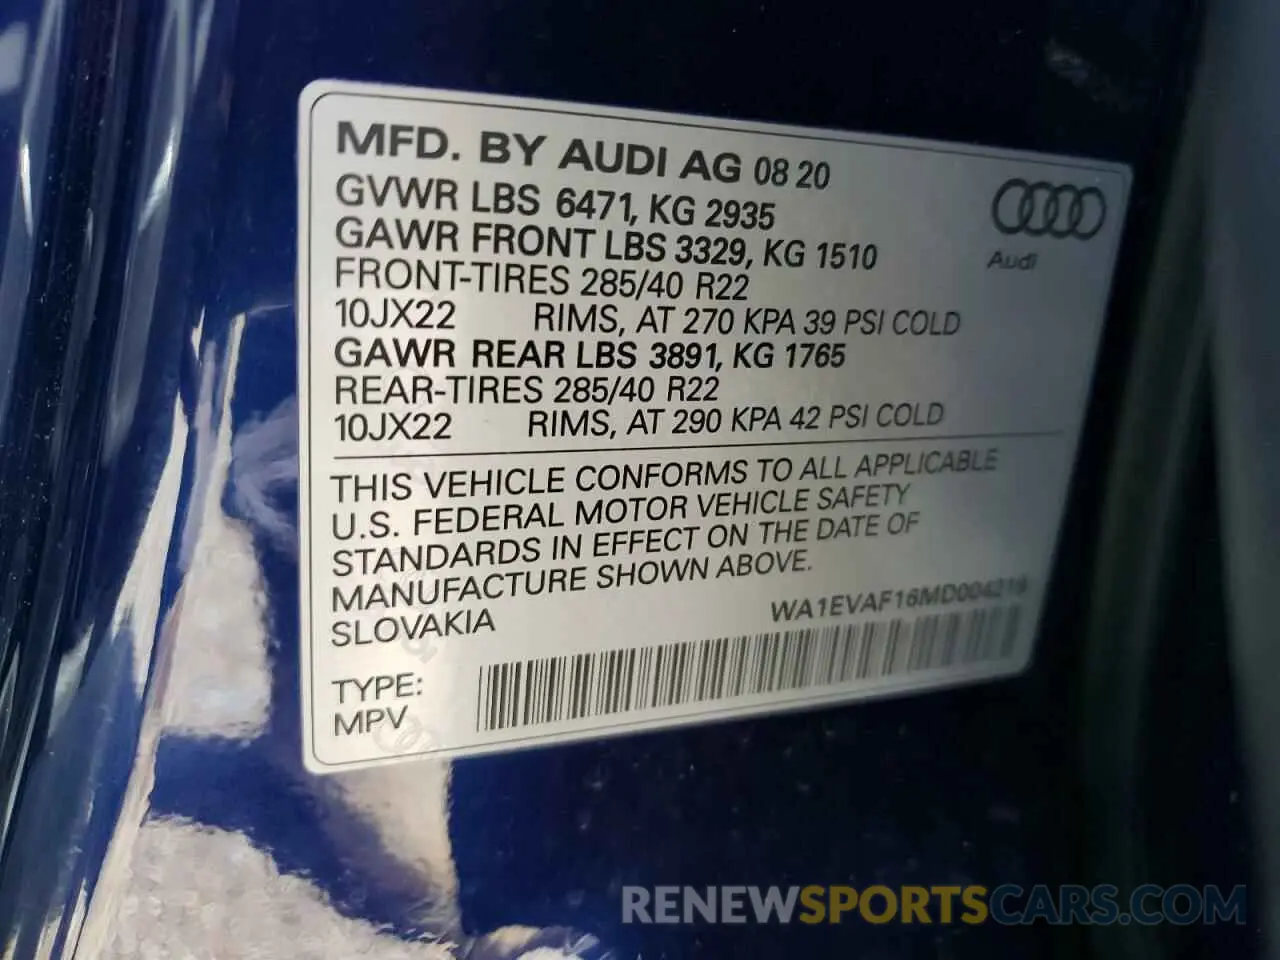 MFD. BY AUDI AG 08 20
GVWR LBS 6471, KG 2935
GAWR FRONT LBS 3329, KG 1510
FRONT-TIRES 285/40 R22
10JX22 RIMS, AT 270 KPA 39 PSI COLD
GAWR REAR LBS 3891, KG 1765
REAR-TIRES 285/40 R22
10JX22 RIMS, AT 290 KPA 42 PSI COLD
Audi
THIS VEHICLE CONFORMS TO ALL APPLICABLE
U.S. FEDERAL MOTOR VEHICLE SAFETY
STANDARDS IN EFFECT ON THE DATE OF
MANUFACTURE SHOWN ABOVE.
SLOVAKIA
WA1EVAF16MD004219
TYPE:
MPV
RENEWSPORTSCARS.COM